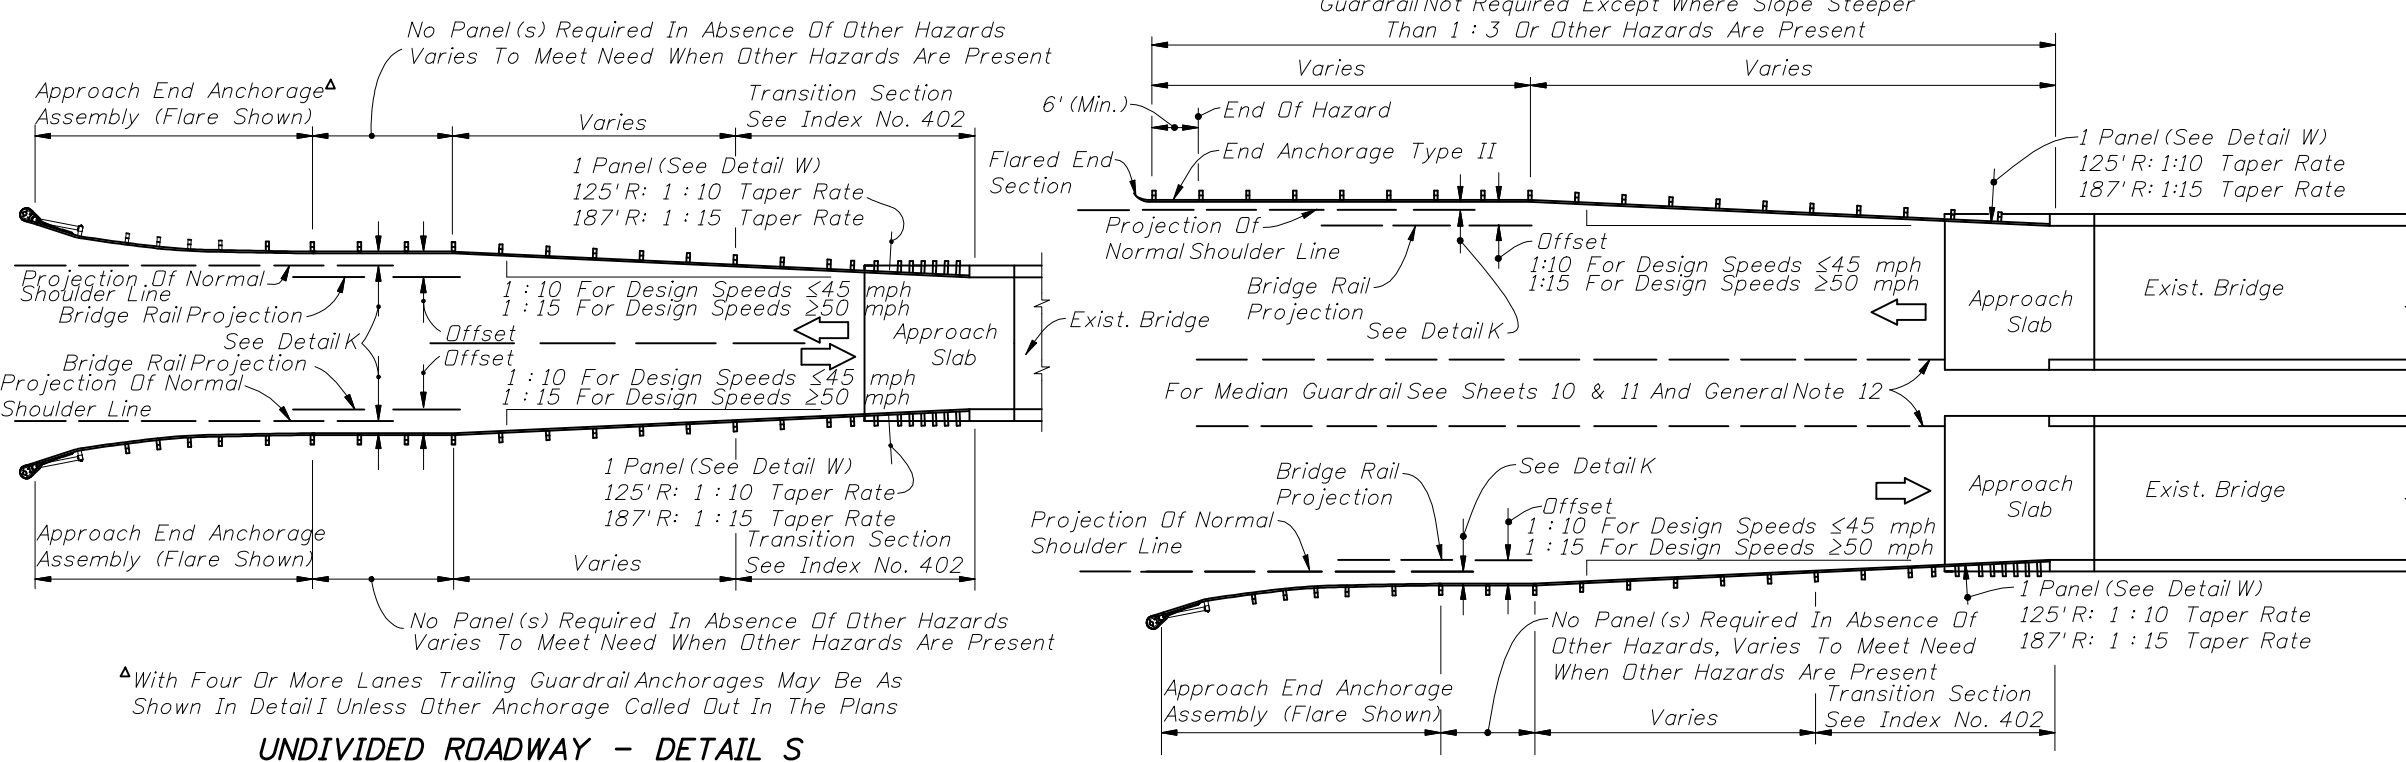 No Panel(s) Required In Absence Of Other Hazards
Varies To Meet Need When Other Hazards Are Present
Approach End Anchorage Δ
Assembly (Flare Shown)
Varies
Transition Section
See Index No. 402
1 Panel (See Detail W)
125' R: 1 : 10 Taper Rate
187' R: 1 : 15 Taper Rate
Projection Of Normal
Shoulder Line
Bridge Rail Projection
See Detail K
Bridge Rail Projection
Projection Of Normal
Shoulder Line
1 : 10 For Design Speeds ≤45 mph
1 : 15 For Design Speeds ≥50 mph
Offset
Offset
1 : 10 For Design Speeds ≤45 mph
1 : 15 For Design Speeds ≥50 mph
Approach
Slab
Exist. Bridge
1 Panel (See Detail W)
125' R: 1 : 10 Taper Rate
187' R: 1 : 15 Taper Rate
Approach End Anchorage
Assembly (Flare Shown)
Varies
Transition Section
See Index No. 402
No Panel(s) Required In Absence Of Other Hazards
Varies To Meet Need When Other Hazards Are Present
Δ With Four Or More Lanes Trailing Guardrail Anchorages May Be As
Shown In Detail I Unless Other Anchorage Called Out In The Plans
UNDIVIDED ROADWAY - DETAIL S
Guardrail Not Required Except Where Slope Steeper
Than 1 : 3 Or Other Hazards Are Present
Varies
Varies
6' (Min.)
End Of Hazard
Flared End
Section
End Anchorage Type II
1 Panel (See Detail W)
125' R: 1:10 Taper Rate
187' R: 1:15 Taper Rate
Projection Of
Normal Shoulder Line
Offset
1:10 For Design Speeds ≤45 mph
1:15 For Design Speeds ≥50 mph
Bridge Rail
Projection
See Detail K
Approach
Slab
Exist. Bridge
For Median Guardrail See Sheets 10 & 11 And General Note 12
Bridge Rail
Projection
See Detail K
Offset
Projection Of Normal
Shoulder Line
1 : 10 For Design Speeds ≤45 mph
1 : 15 For Design Speeds ≥50 mph
Approach
Slab
Exist. Bridge
1 Panel (See Detail W)
125' R: 1 : 10 Taper Rate
187' R: 1 : 15 Taper Rate
No Panel(s) Required In Absence Of
Other Hazards, Varies To Meet Need
When Other Hazards Are Present
Approach End Anchorage
Assembly (Flare Shown)
Varies
Transition Section
See Index No. 402